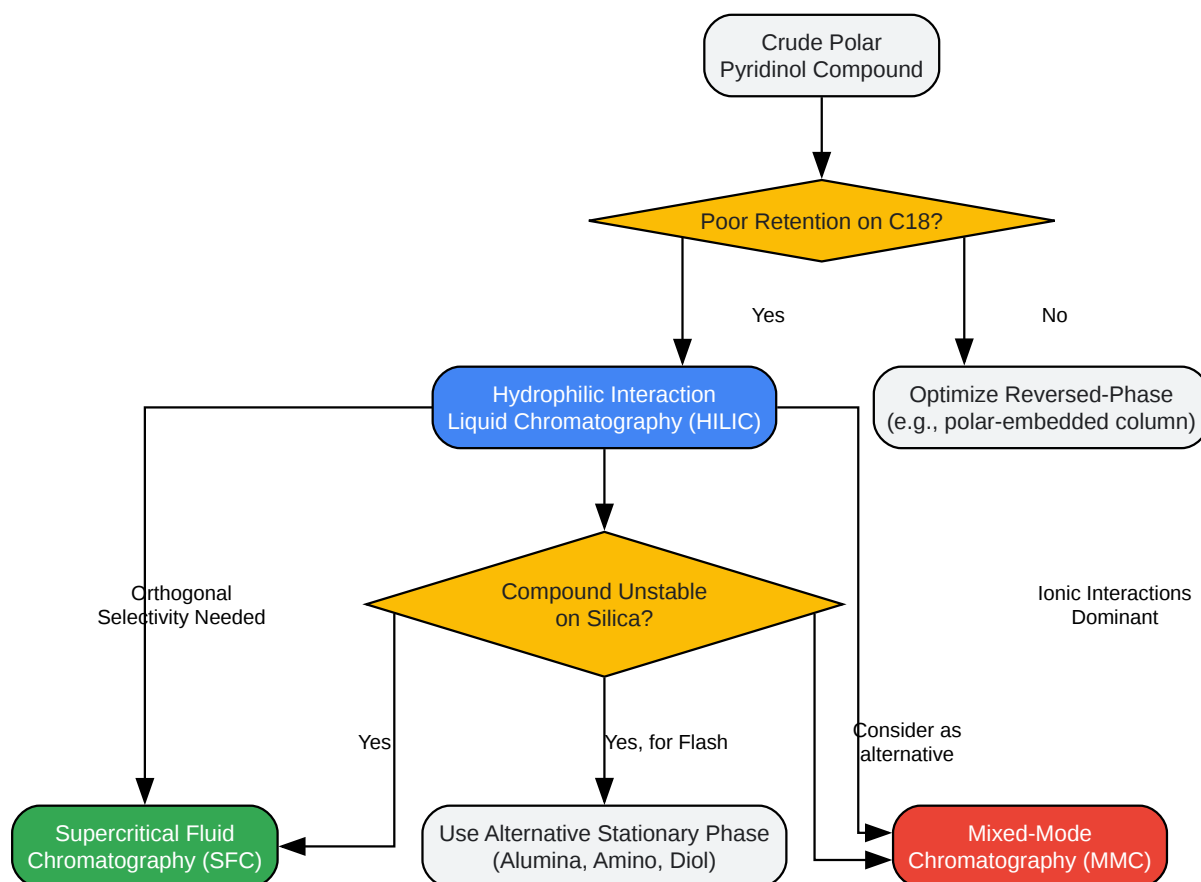 Crude Polar
Pyridinol Compound
Poor Retention on C18?
Yes
No
Hydrophilic Interaction
Liquid Chromatography (HILIC)
Optimize Reversed-Phase
(e.g., polar-embedded column)
Orthogonal
Selectivity Needed
Compound Unstable
on Silica?
Ionic Interactions
Dominant
Yes
Yes, for Flash
Consider as
alternative
Supercritical Fluid
Chromatography (SFC)
Use Alternative Stationary Phase
(Alumina, Amino, Diol)
Mixed-Mode
Chromatography (MMC)